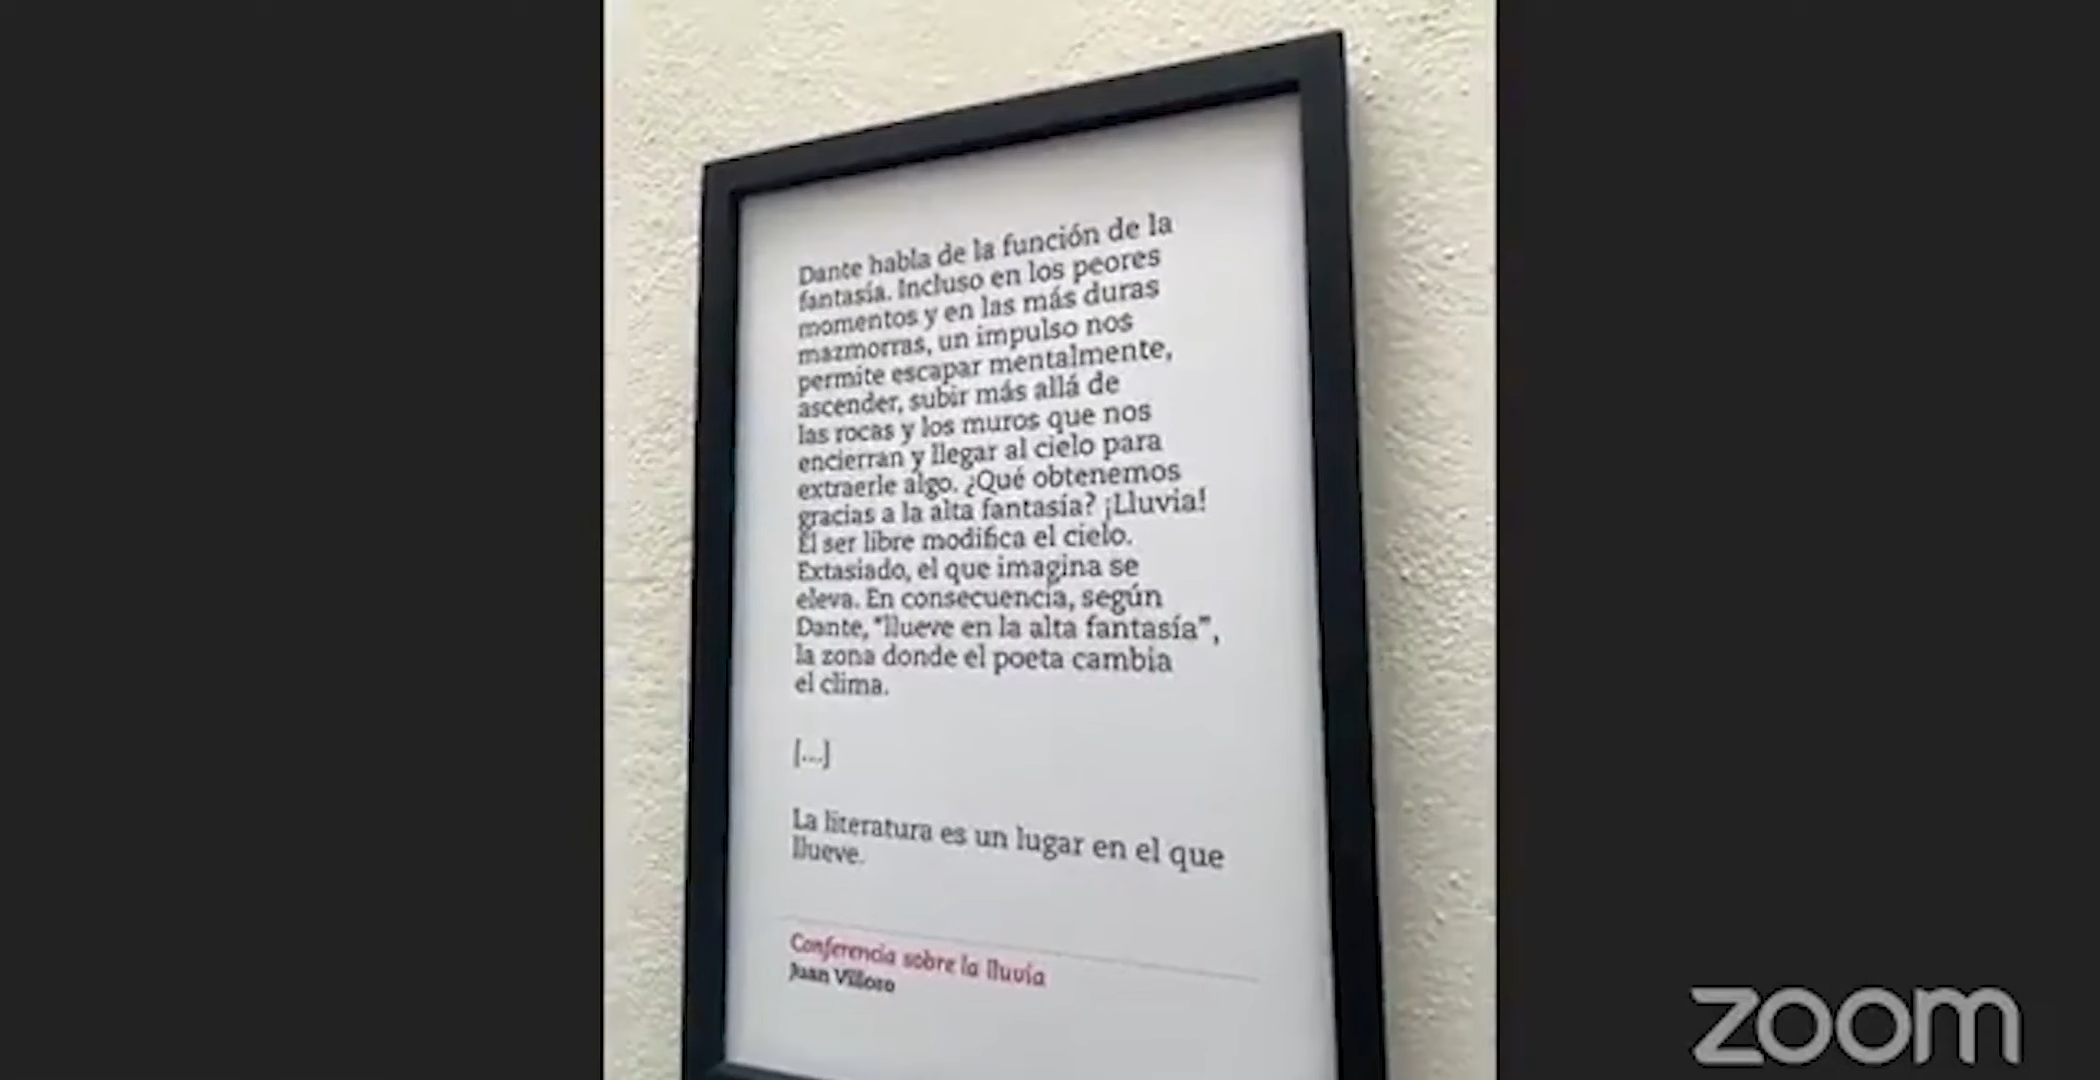 Dante habla de la función de la
fantasía. Incluso en los peores
momentos y en las más duras
mazmorras, un impulso nos
permite escapar mentalmente,
ascender, subir más allá de
las rocas y los muros que nos
encierran y llegar al cielo para
extraerle algo. ¿Qué obtenemos
gracias a la alta fantasía? ¡Lluvia!
El ser libre modifica el cielo.
Extasiado, el que imagina se
eleva. En consecuencia, según
Dante, "llueve en la alta fantasía",
la zona donde el poeta cambia
el clima.
[...]
La literatura es un lugar en el que
llueve.
Conferencia sobre la lluvia
Juan Villoro
zoom